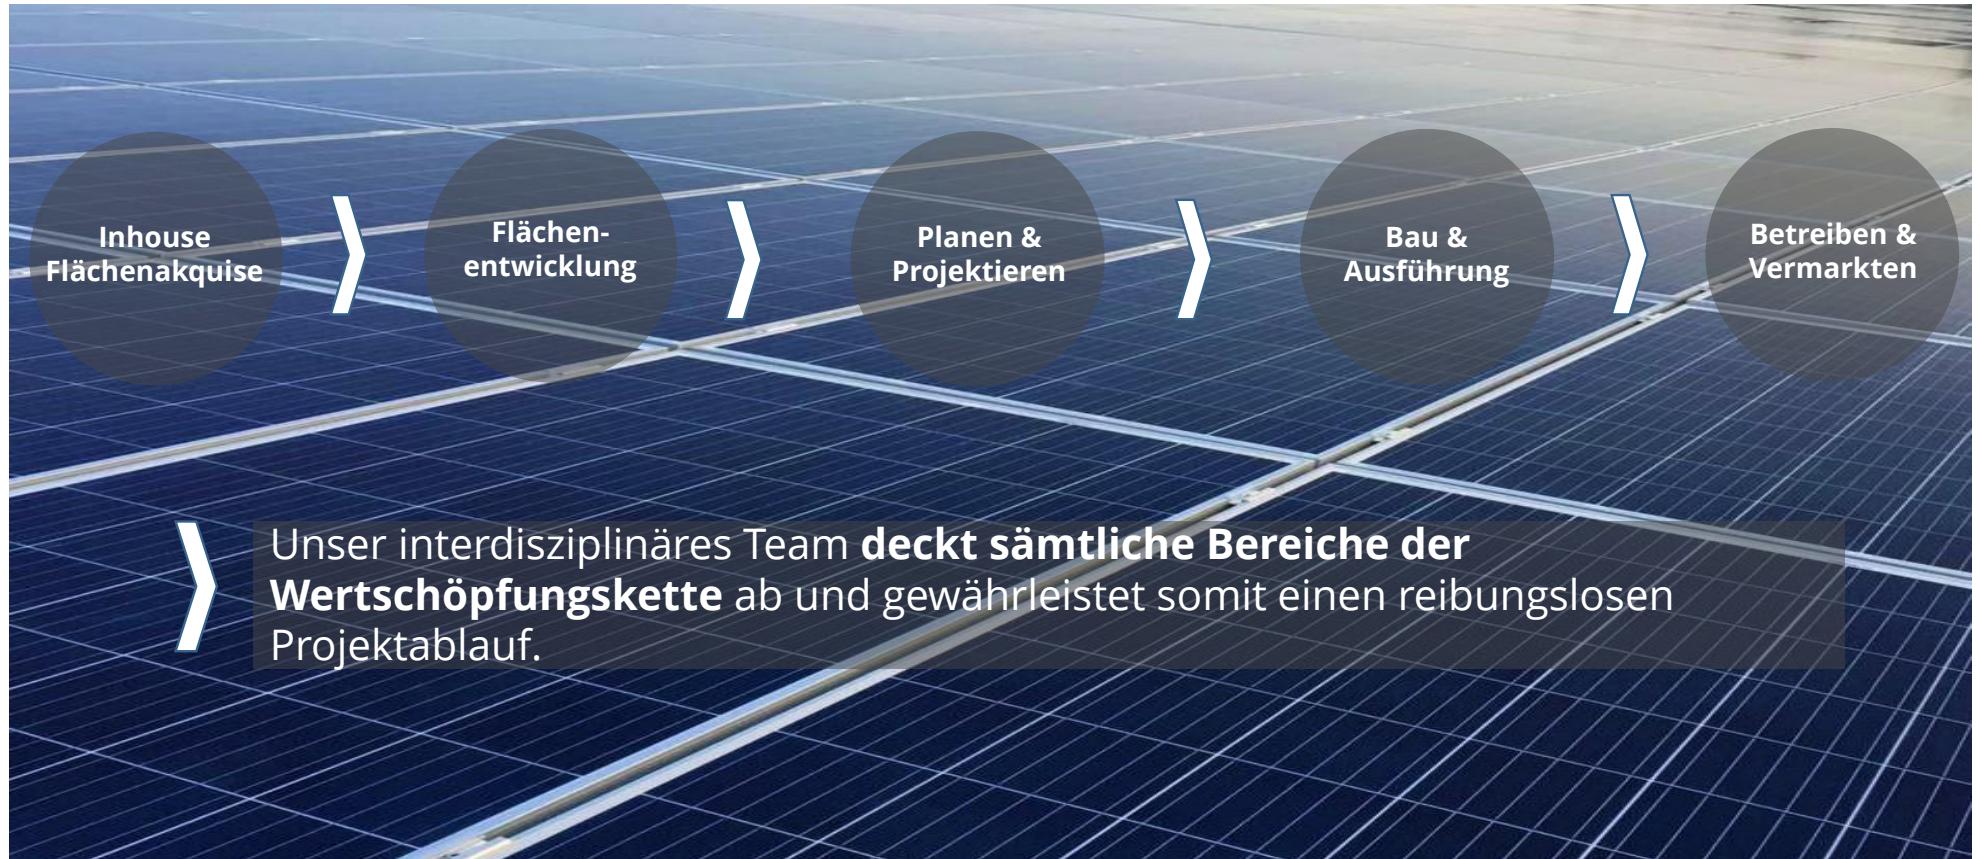 Inhouse
Flächenakquise
Flächen-
entwicklung
Planen &
Projektieren
Bau &
Ausführung
Betreiben &
Vermarkten
Unser interdisziplinäres Team deckt sämtliche Bereiche der
Wertschöpfungskette ab und gewährleistet somit einen reibungslosen
Projektablauf.